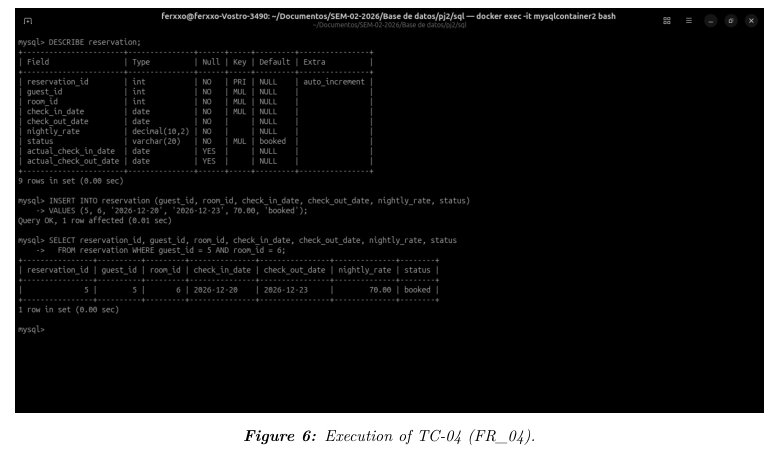 ferxxo@ferxxo-Vostro-3490: ~/Documentos/SEM-02-2026/Base de datos/pj2/sql — docker exec -it mysqlcontainer2 bash
~/Documentos/SEM-02-2026/Base de datos/pj2/sql
mysql> DESCRIBE reservation;
+-----------------------+---------------+------+-----+---------+----------------+
| Field                 | Type          | Null | Key | Default | Extra          |
+-----------------------+---------------+------+-----+---------+----------------+
| reservation_id        | int           | NO   | PRI | NULL    | auto_increment |
| guest_id              | int           | NO   | MUL | NULL    |                |
| room_id               | int           | NO   | MUL | NULL    |                |
| check_in_date         | date          | NO   | MUL | NULL    |                |
| check_out_date        | date          | NO   |     | NULL    |                |
| nightly_rate          | decimal(10,2) | NO   |     | NULL    |                |
| status                | varchar(20)   | NO   | MUL | booked  |                |
| actual_check_in_date  | date          | YES  |     | NULL    |                |
| actual_check_out_date | date          | YES  |     | NULL    |                |
+-----------------------+---------------+------+-----+---------+----------------+
9 rows in set (0.00 sec)
mysql> INSERT INTO reservation (guest_id, room_id, check_in_date, check_out_date, nightly_rate, status)
    -> VALUES (5, 6, '2026-12-20', '2026-12-23', 70.00, 'booked');
Query OK, 1 row affected (0.01 sec)
mysql> SELECT reservation_id, guest_id, room_id, check_in_date, check_out_date, nightly_rate, status
    ->   FROM reservation WHERE guest_id = 5 AND room_id = 6;
+----------------+----------+---------+---------------+----------------+--------------+--------+
| reservation_id | guest_id | room_id | check_in_date | check_out_date | nightly_rate | status |
+----------------+----------+---------+---------------+----------------+--------------+--------+
|              5 |        5 |       6 | 2026-12-20    | 2026-12-23     |        70.00 | booked |
+----------------+----------+---------+---------------+----------------+--------------+--------+
1 row in set (0.00 sec)
mysql>
Figure 6: Execution of TC-04 (FR_04).